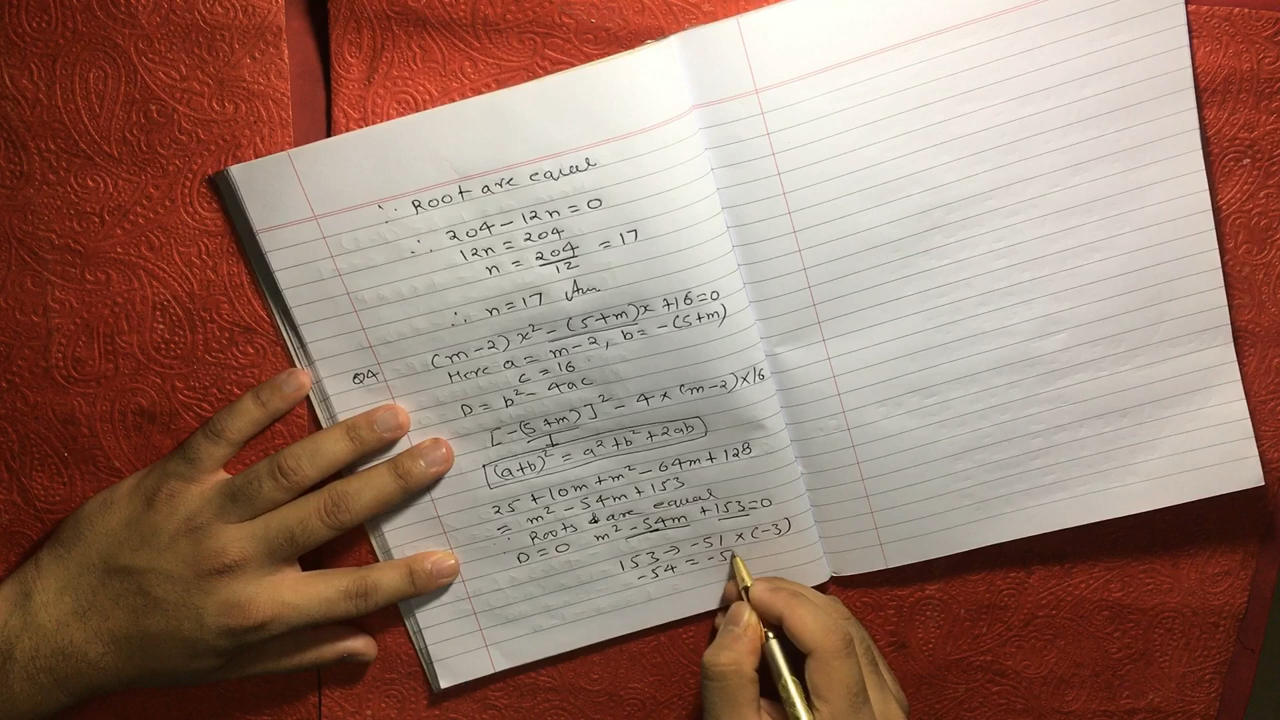 ∴ Root are equal
∴ 204 - 12n = 0
12n = 204
n = 204/12 = 17
∴ n = 17 Ans
Q4 (m-2)x² - (5+m)x + 16 = 0
Here a = m-2, b = -(5+m)
c = 16
D = b² - 4ac
[-(5+m)]² - 4×(m-2)×16
(a+b)² = a² + b² + 2ab
25 + 10m + m² - 64m + 128
= m² - 54m + 153
∵ Roots are equal
D = 0 m² - 54m + 153 = 0
153 → -51 × (-3)
-54 = -5